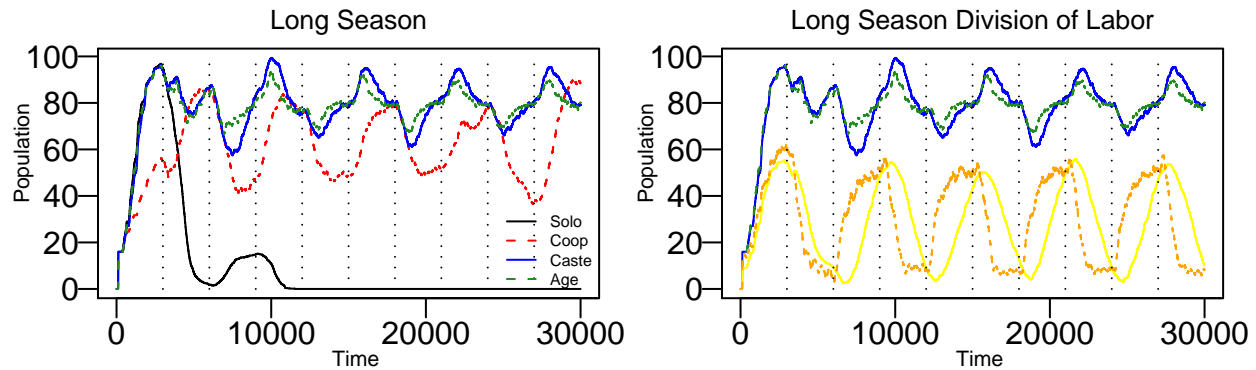 Long Season
Population
100
80
60
40
20
0
Solo
Coop
Caste
Age
0 10000 20000 30000
Time
Long Season Division of Labor
Population
100
80
60
40
20
0
0 10000 20000 30000
Time